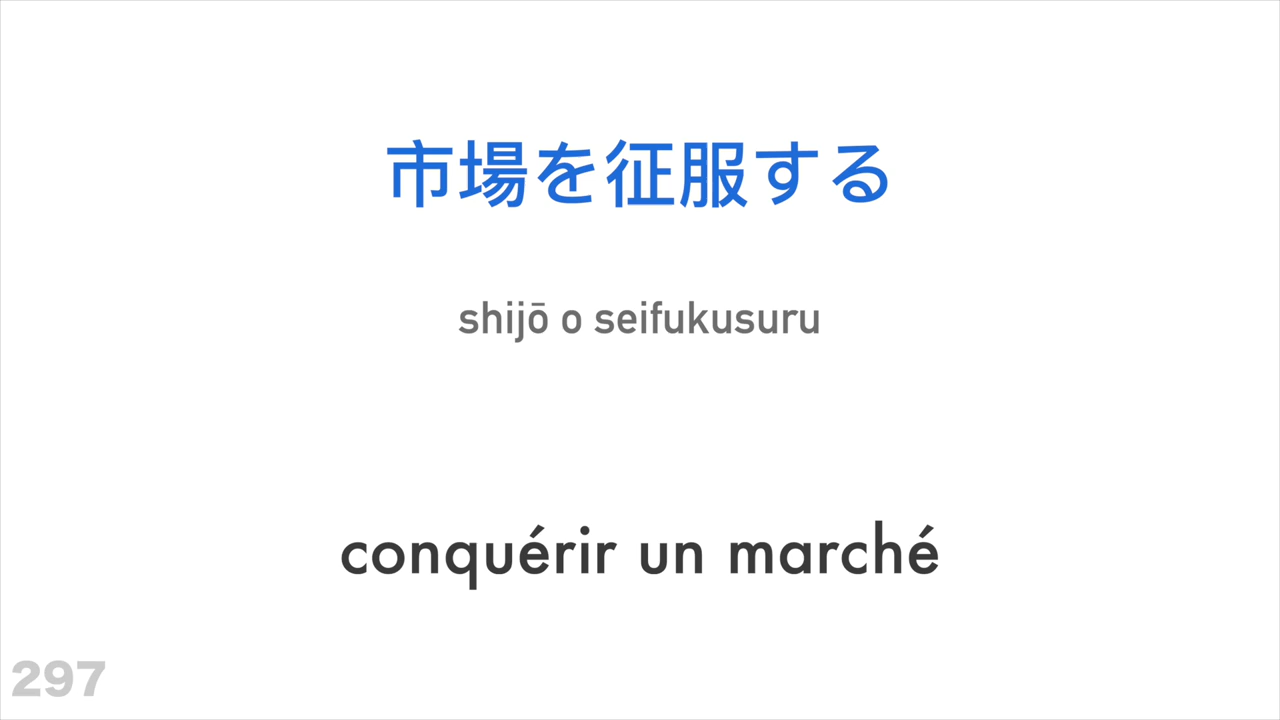 市場を征服する
shijō o seifukusuru
conquérir un marché
297